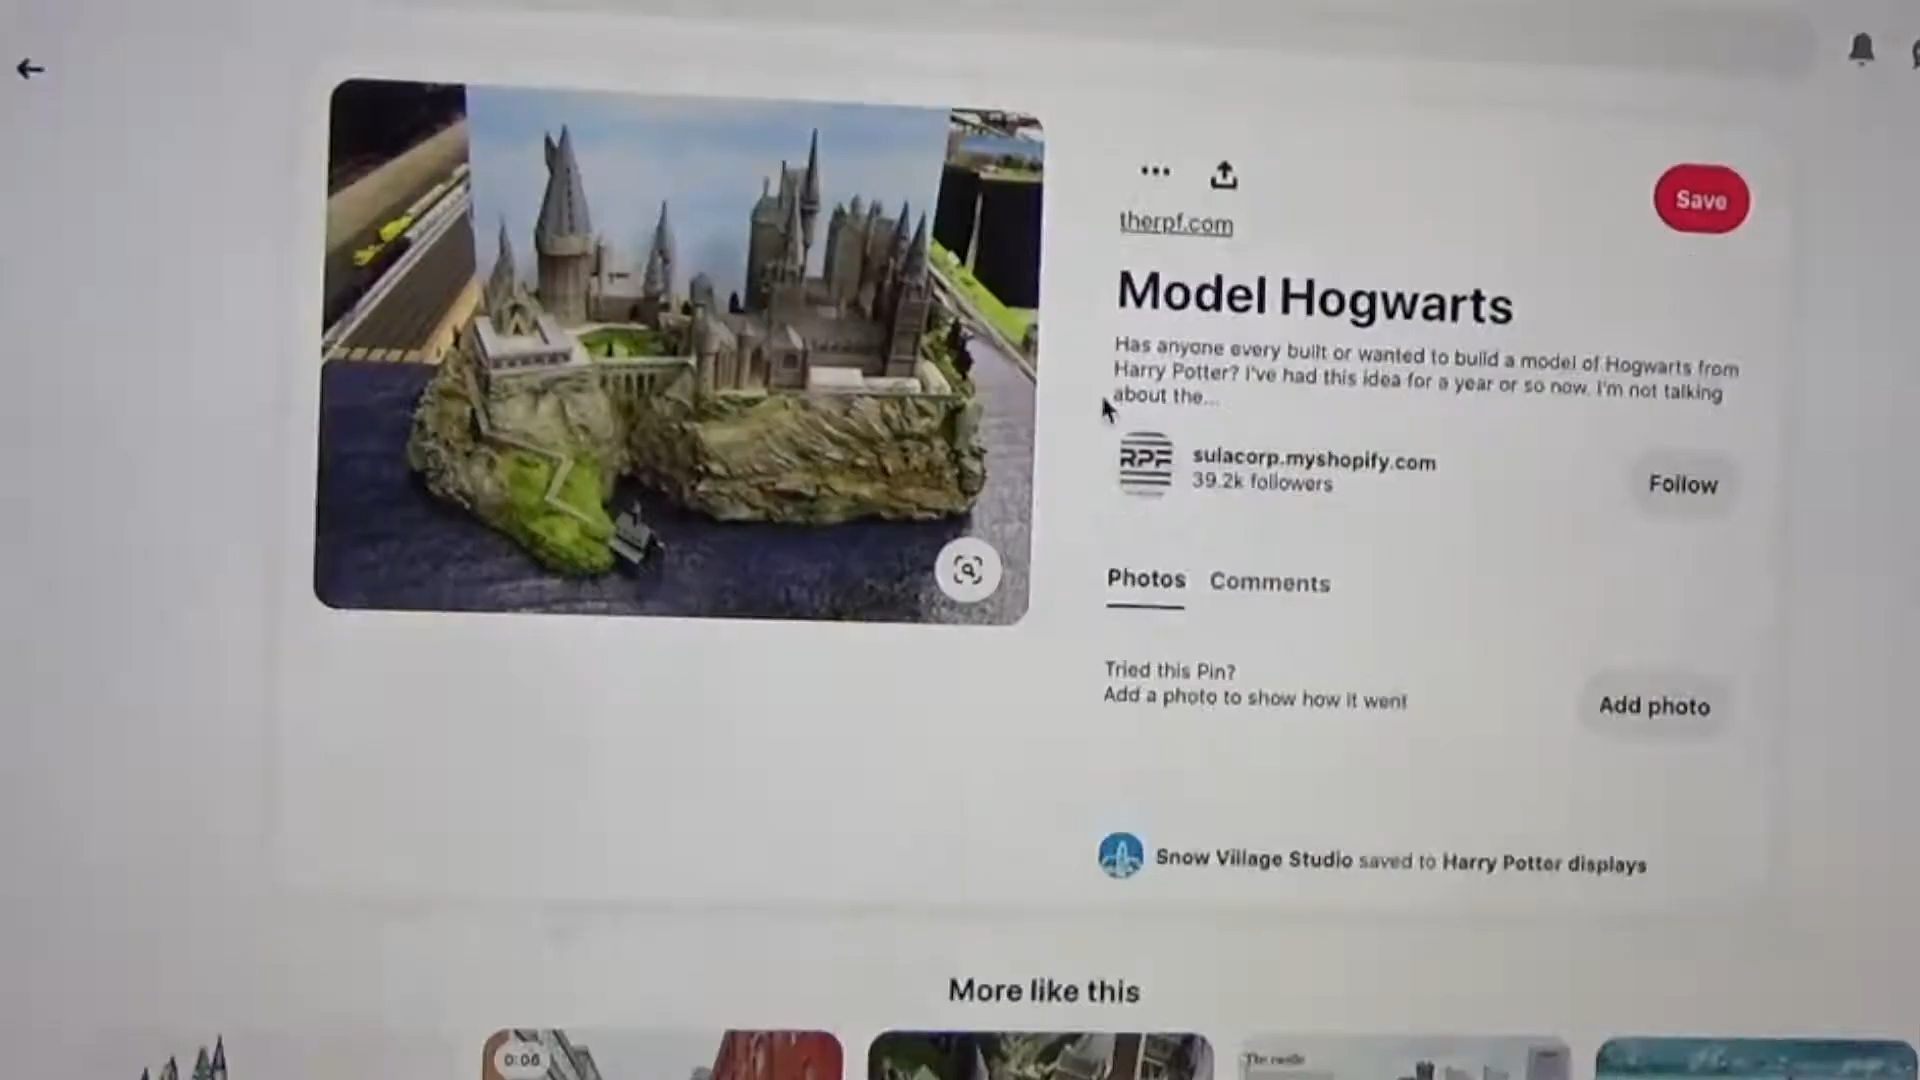 Save
therpf.com
Model Hogwarts
Has anyone every built or wanted to build a model of Hogwarts from
Harry Potter? I've had this idea for a year or so now. I'm not talking
about the...
RPF
sulacorp.myshopify.com
39.2k followers
Follow
Photos Comments
Tried this Pin?
Add a photo to show how it went
Add photo
Snow Village Studio saved to Harry Potter displays
More like this
0:06
The castle